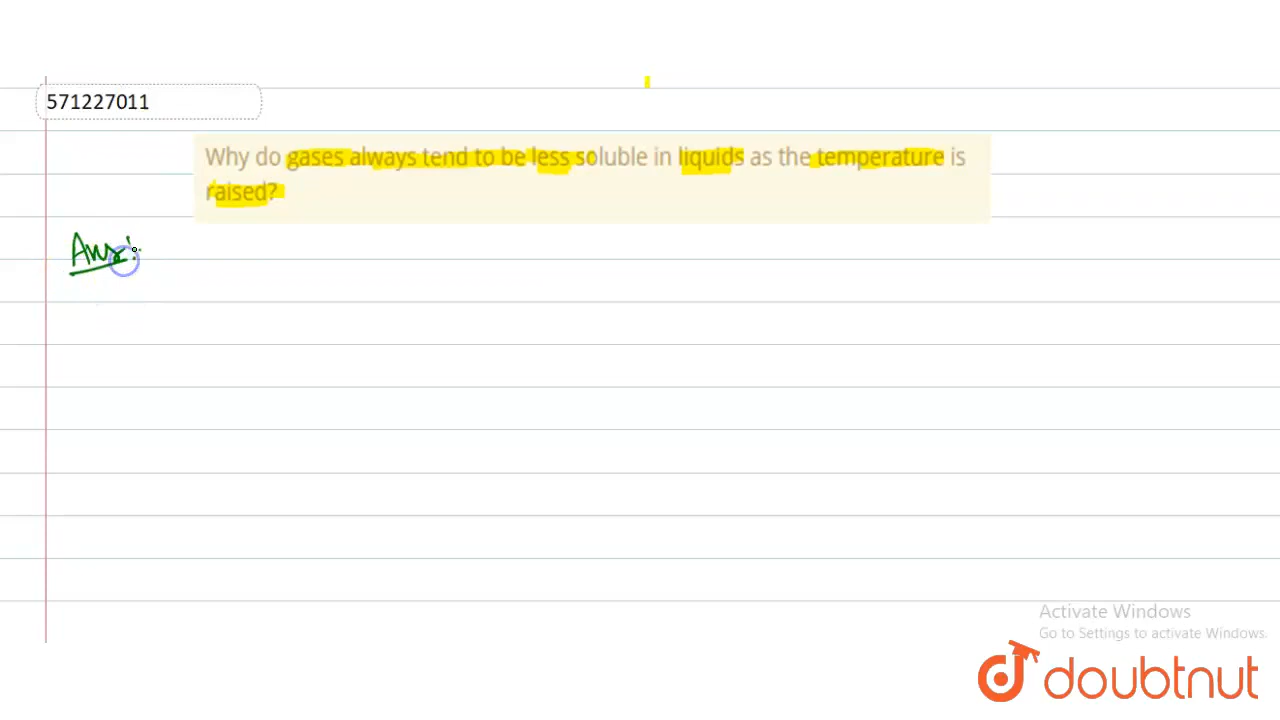 571227011
Why do gases always tend to be less soluble in liquids as the temperature is
raised?
Ans:
Activate Windows
Go to Settings to activate Windows.
doubtnut